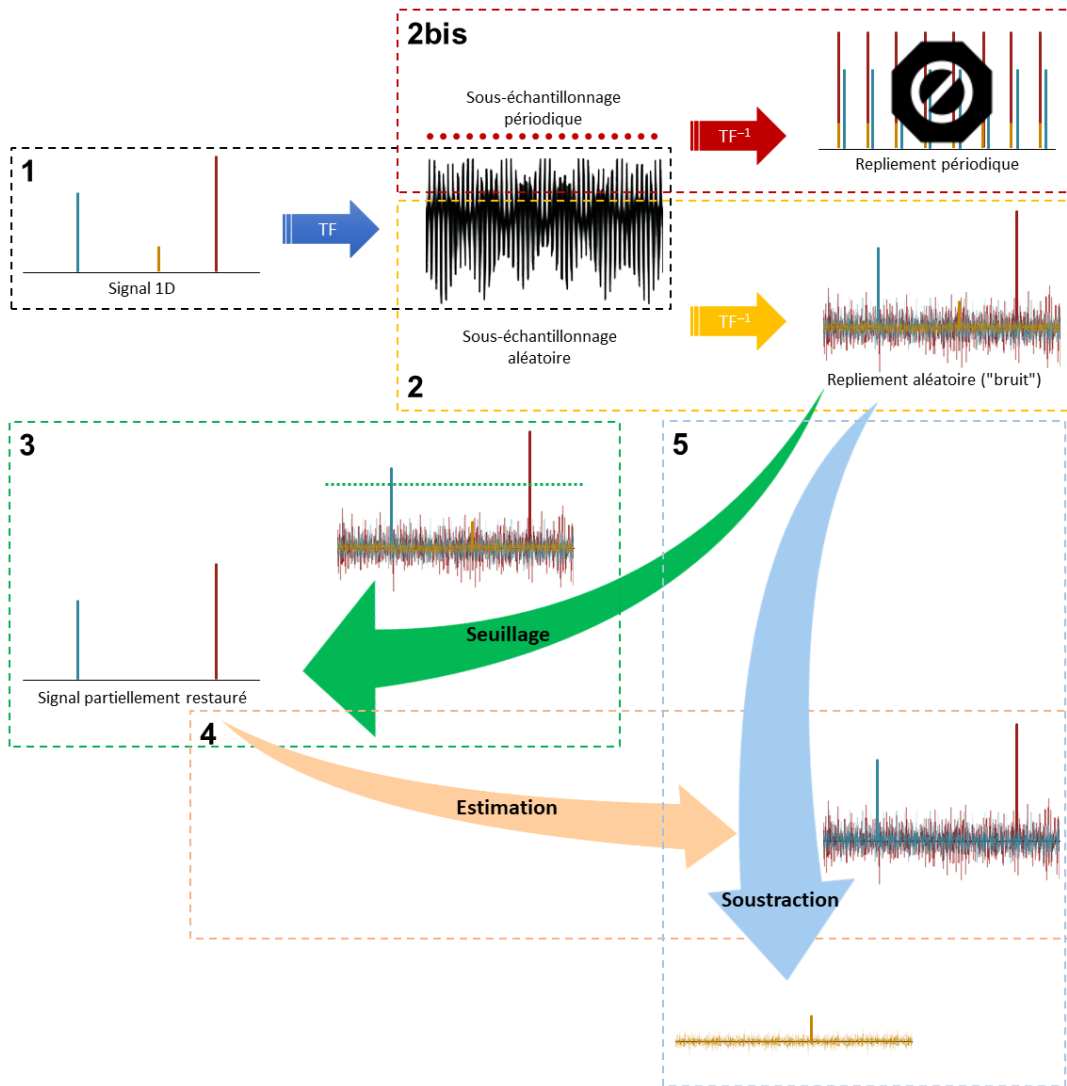 2bis
Sous-échantillonnage
périodique
TF⁻¹
Repliement périodique
1
TF
Signal 1D
Sous-échantillonnage
aléatoire
TF⁻¹
2
Repliement aléatoire ("bruit")
3
5
Seuillage
Signal partiellement restauré
4
Estimation
Soustraction